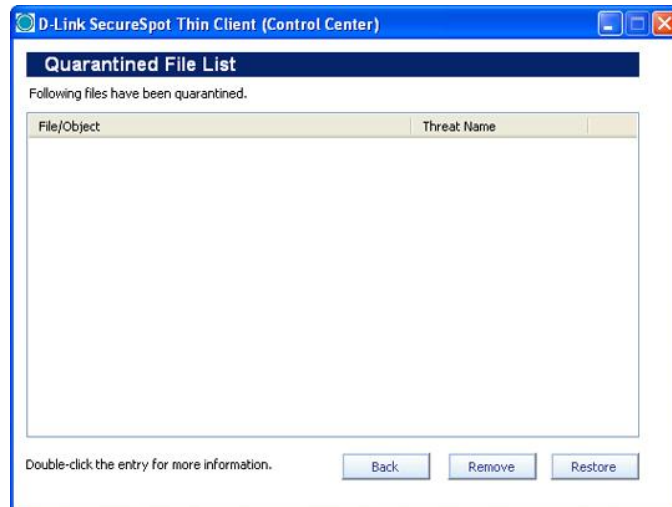 D-Link SecureSpot Thin Client (Control Center)
Quarantined File List
Following files have been quarantined.
File/Object Threat Name
Double-click the entry for more information. Back Remove Restore